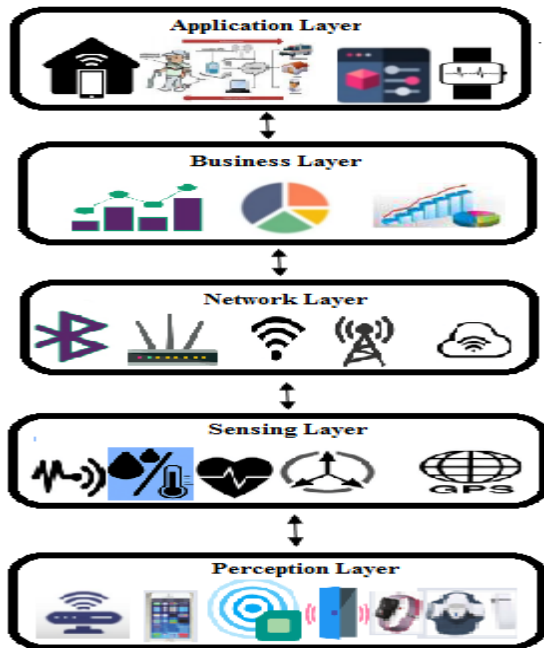 Application Layer
Business Layer
Network Layer
Sensing Layer
GPS
Perception Layer